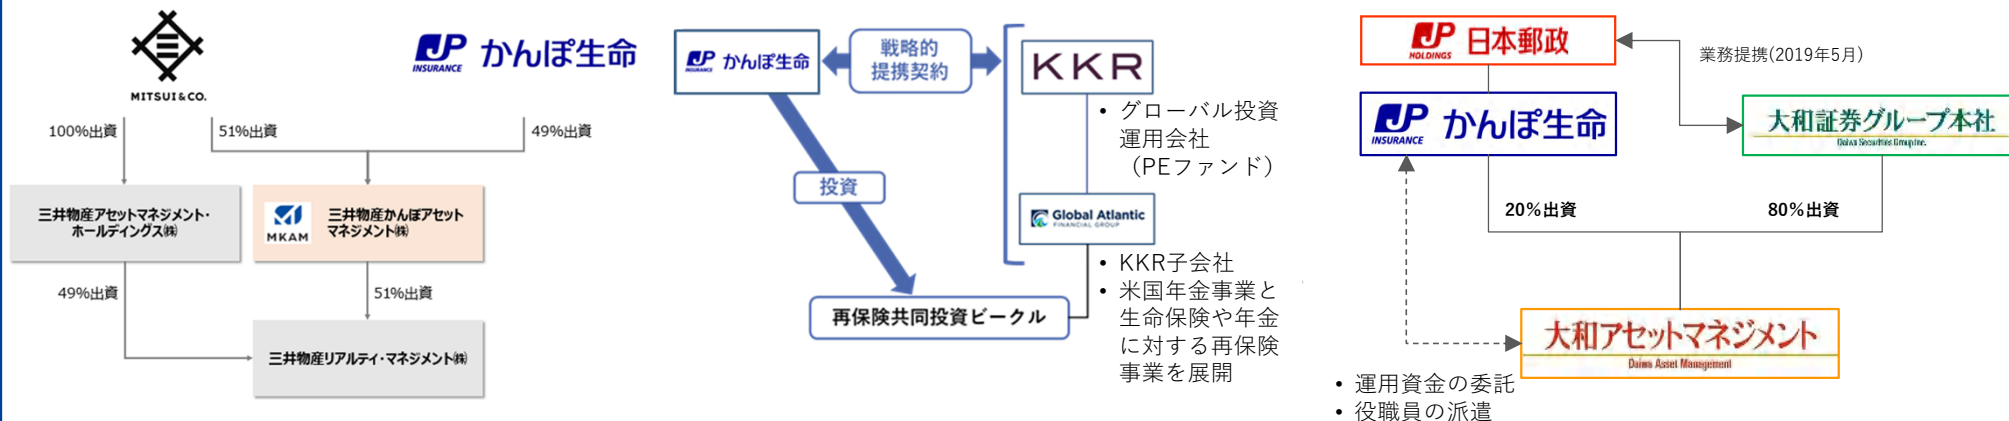 MITSUI&CO.
JP INSURANCE かんぽ生命
100%出資
51%出資
49%出資
三井物産アセットマネジメント・
ホールディングス㈱
MKAM
三井物産かんぽアセット
マネジメント㈱
49%出資
51%出資
三井物産リアルティ・マネジメント㈱
JP INSURANCE かんぽ生命
戦略的
提携契約
KKR
• グローバル投資
運用会社
（PEファンド）
投資
Global Atlantic
FINANCIAL GROUP
再保険共同投資ビークル
• KKR子会社
• 米国年金事業と
生命保険や年金
に対する再保険
事業を展開
JP HOLDINGS 日本郵政
業務提携(2019年5月)
JP INSURANCE かんぽ生命
大和証券グループ本社
Daiwa Securities Group Inc.
20%出資
80%出資
大和アセットマネジメント
Daiwa Asset Management
• 運用資金の委託
• 役職員の派遣